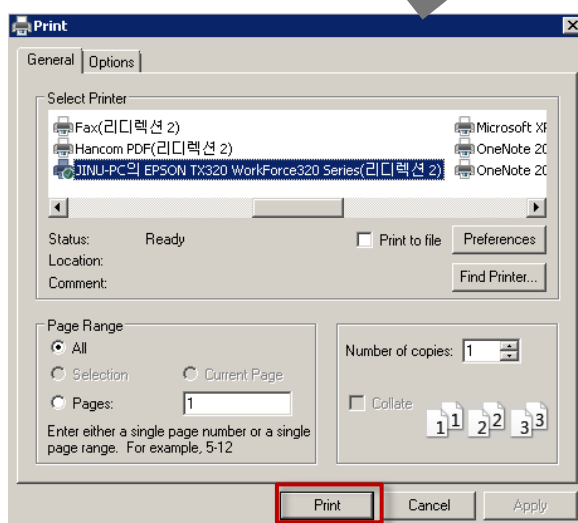 Print
General
Options
Select Printer
Fax(리디렉션 2)
Hancom PDF(리디렉션 2)
JINU-PC의 EPSON TX320 WorkForce320 Series(리디렉션 2)
Microsoft XP
OneNote 20
OneNote 20
Status: Ready
Location:
Comment:
Print to file
Preferences
Find Printer...
Page Range
All
Selection
Current Page
Pages: 1
Enter either a single page number or a single
page range. For example, 5-12
Number of copies: 1
Collate
1 1 2 2 3 3
Print
Cancel
Apply